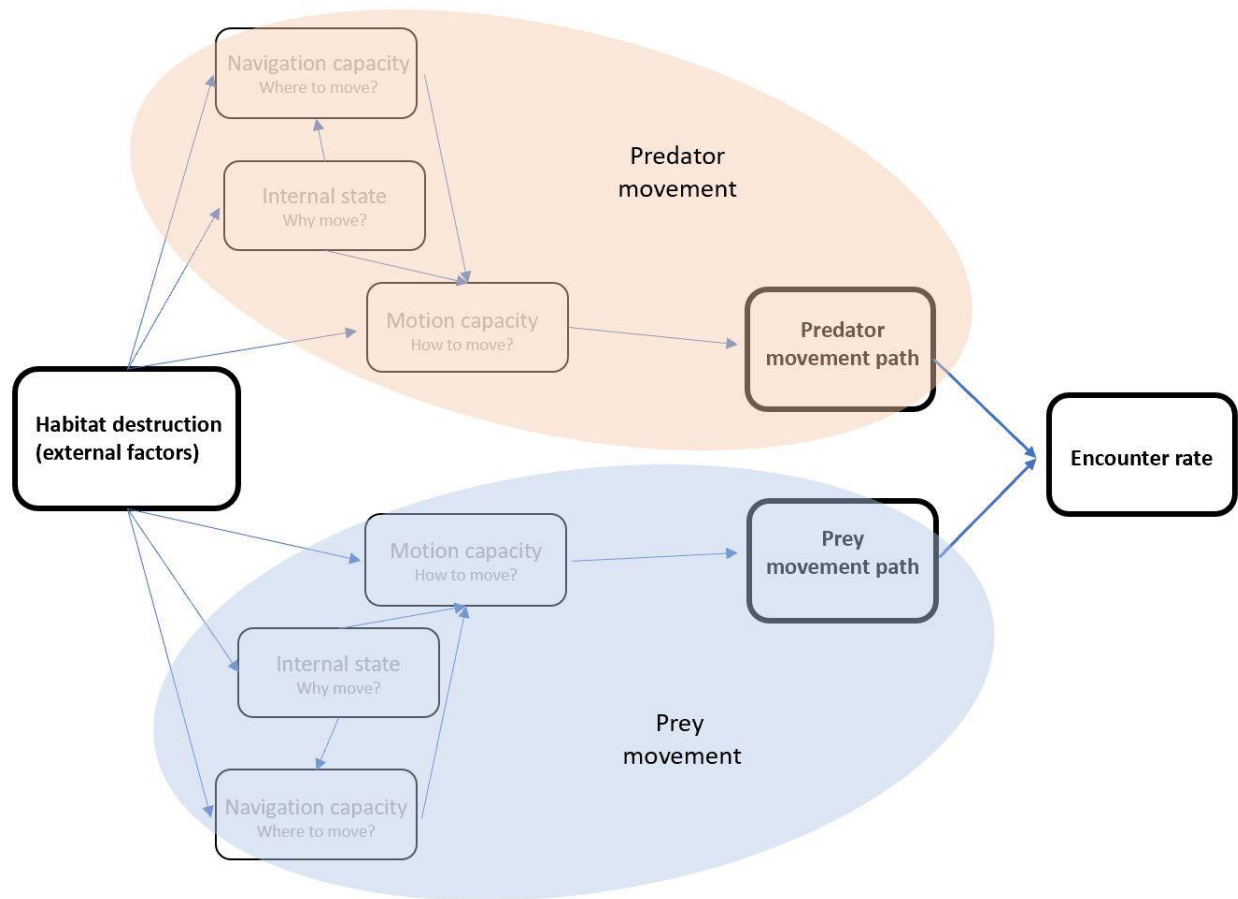 Navigation capacity
Where to move?
Predator
movement
Internal state
Why move?
Motion capacity
How to move?
Predator
movement path
Habitat destruction
(external factors)
Encounter rate
Motion capacity
How to move?
Prey
movement path
Internal state
Why move?
Prey
movement
Navigation capacity
Where to move?